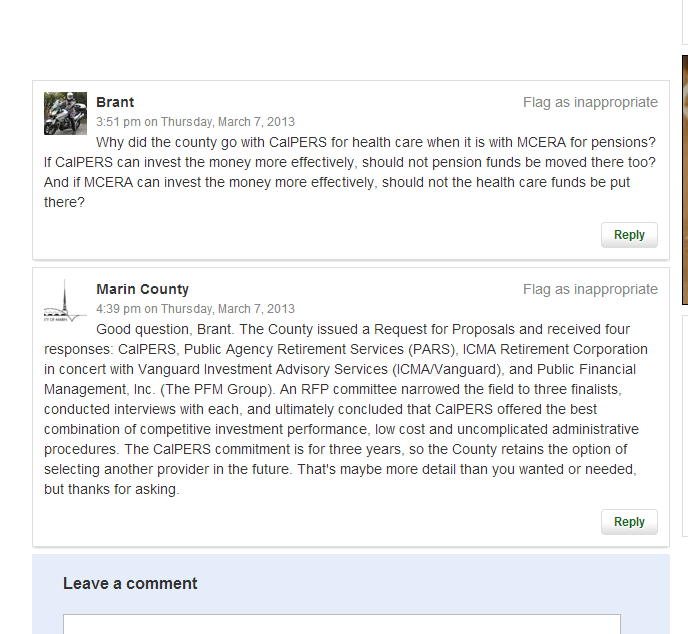 Brant
Flag as inappropriate
3:51 pm on Thursday, March 7, 2013
Why did the county go with CalPERS for health care when it is with MCERA for pensions?
If CalPERS can invest the money more effectively, should not pension funds be moved there too?
And if MCERA can invest the money more effectively, should not the health care funds be put
there?
Reply
Marin County
Flag as inappropriate
4:39 pm on Thursday, March 7, 2013
Good question, Brant. The County issued a Request for Proposals and received four
responses: CalPERS, Public Agency Retirement Services (PARS), ICMA Retirement Corporation
in concert with Vanguard Investment Advisory Services (ICMA/Vanguard), and Public Financial
Management, Inc. (The PFM Group). An RFP committee narrowed the field to three finalists,
conducted interviews with each, and ultimately concluded that CalPERS offered the best
combination of competitive investment performance, low cost and uncomplicated administrative
procedures. The CalPERS commitment is for three years, so the County retains the option of
selecting another provider in the future. That's maybe more detail than you wanted or needed,
but thanks for asking.
Reply
Leave a comment